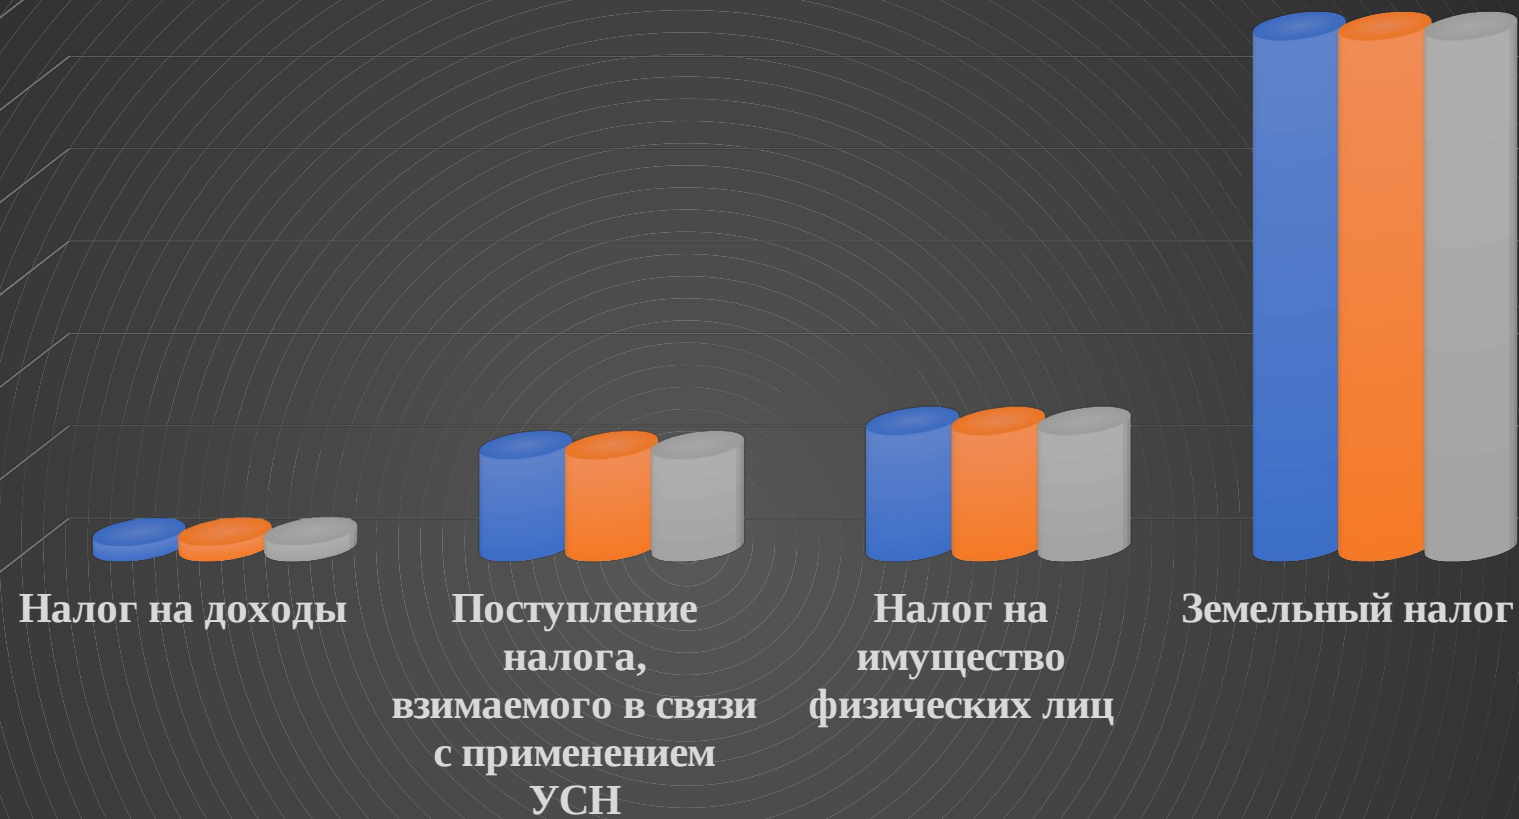 Налог на доходы
Поступление
налога,
взимаемого в связи
с применением
УСН
Налог на
имущество
физических лиц
Земельный налог